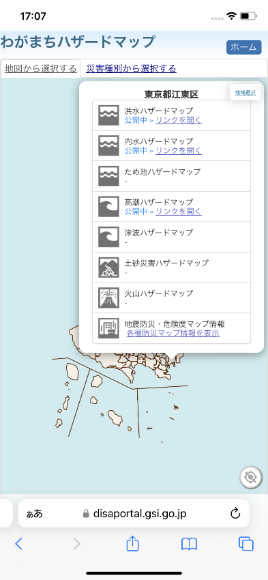 17:07
わがまちハザードマップ
ホーム
地図から選択する
災害種別から選択する
東京都江東区
洪水ハザードマップ
公開中 » リンクを開く
内水ハザードマップ
公開中 » リンクを開く
ため池ハザードマップ
-
高潮ハザードマップ
公開中 » リンクを開く
津波ハザードマップ
-
土砂災害ハザードマップ
-
火山ハザードマップ
-
地震防災・危険度マップ情報
各種防災マップ情報を表示
ぁあ
disaportal.gsi.go.jp